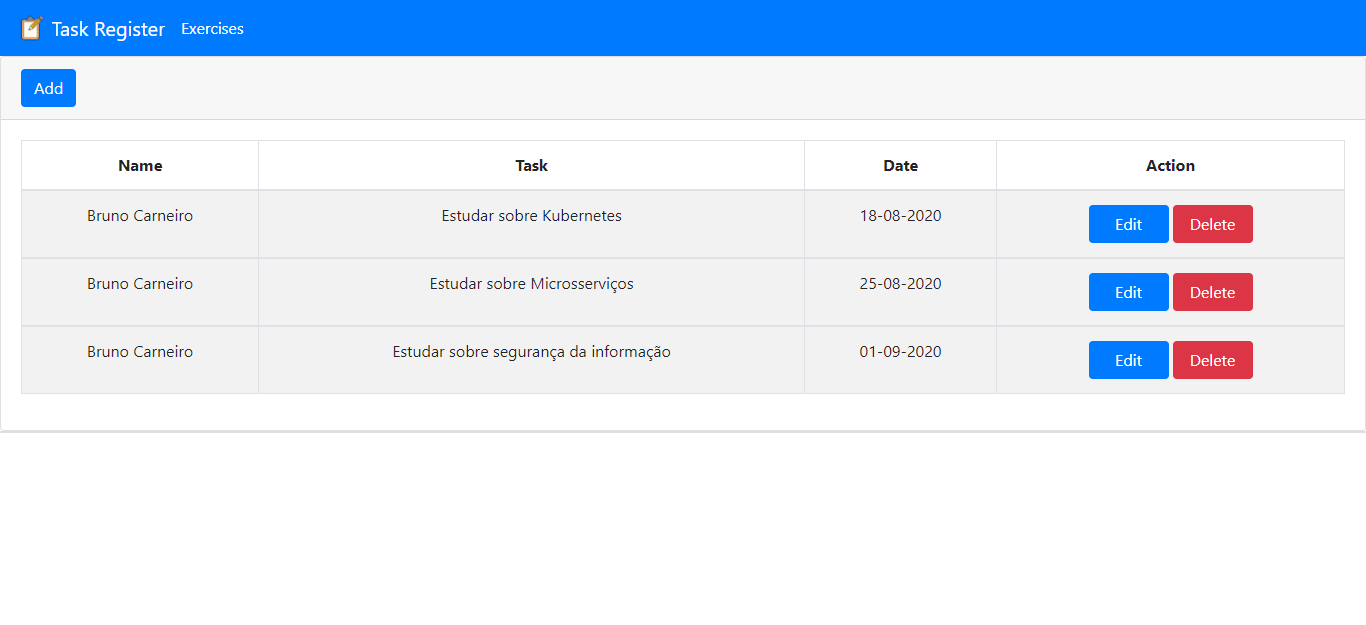 Task Register Exercises
Add
Name Task Date Action
Bruno Carneiro Estudar sobre Kubernetes 18-08-2020 Edit Delete
Bruno Carneiro Estudar sobre Microsserviços 25-08-2020 Edit Delete
Bruno Carneiro Estudar sobre segurança da informação 01-09-2020 Edit Delete